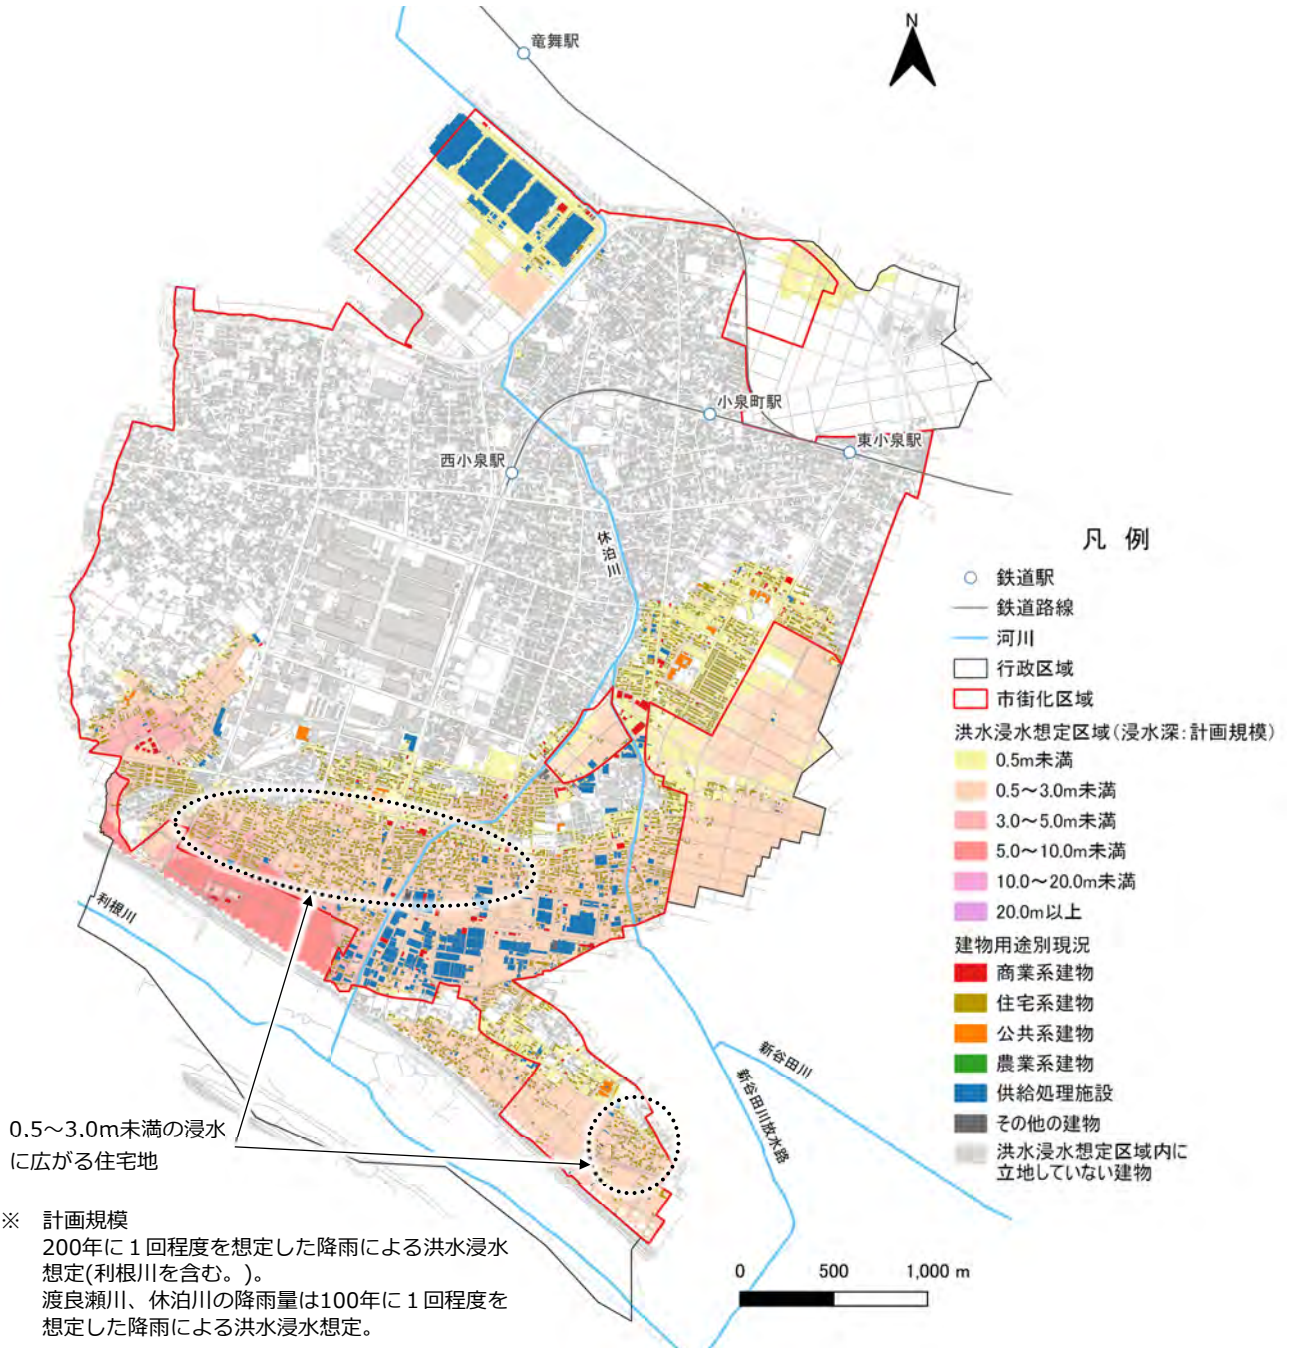 竜舞駅
N
小泉町駅
東小泉駅
西小泉駅
休泊川
凡 例
鉄道駅
鉄道路線
河川
行政区域
市街化区域
洪水浸水想定区域(浸水深:計画規模)
0.5m未満
0.5～3.0m未満
3.0～5.0m未満
5.0～10.0m未満
10.0～20.0m未満
20.0m以上
建物用途別現況
商業系建物
住宅系建物
公共系建物
農業系建物
供給処理施設
その他の建物
洪水浸水想定区域内に
立地していない建物
利根川
新谷田川
新谷田川放水路
0.5～3.0m未満の浸水
に広がる住宅地
※ 計画規模
200年に１回程度を想定した降雨による洪水浸水
想定(利根川を含む。)。
渡良瀬川、休泊川の降雨量は100年に１回程度を
想定した降雨による洪水浸水想定。
0 500 1,000 m